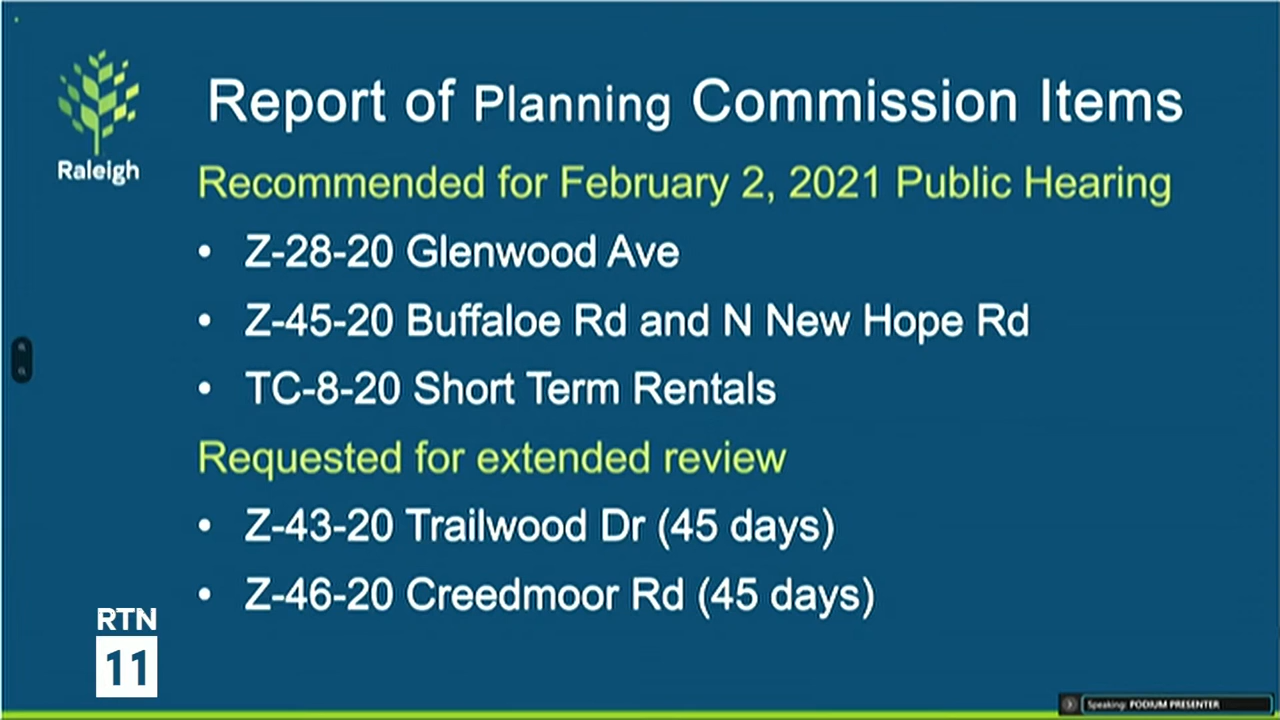 Raleigh
Report of Planning Commission Items
Recommended for February 2, 2021 Public Hearing
• Z-28-20 Glenwood Ave
• Z-45-20 Buffaloe Rd and N New Hope Rd
• TC-8-20 Short Term Rentals
Requested for extended review
• Z-43-20 Trailwood Dr (45 days)
• Z-46-20 Creedmoor Rd (45 days)
RTN
11
Speaking: PODIUM PRESENTER